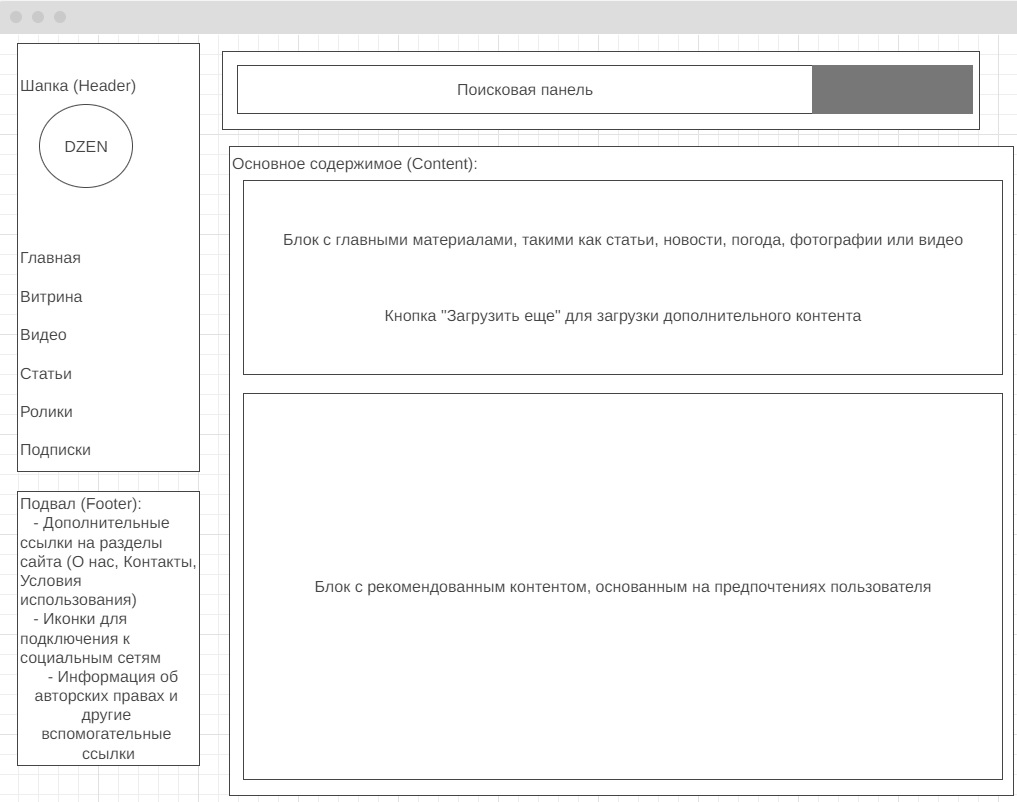 Шапка (Header)
DZEN
Главная
Витрина
Видео
Статьи
Ролики
Подписки
Подвал (Footer):
- Дополнительные
ссылки на разделы
сайта (О нас, Контакты,
Условия
использования)
- Иконки для
подключения к
социальным сетям
- Информация об
авторских правах и
другие
вспомогательные
ссылки
Поисковая панель
Основное содержимое (Content):
Блок с главными материалами, такими как статьи, новости, погода, фотографии или видео
Кнопка "Загрузить еще" для загрузки дополнительного контента
Блок с рекомендованным контентом, основанным на предпочтениях пользователя